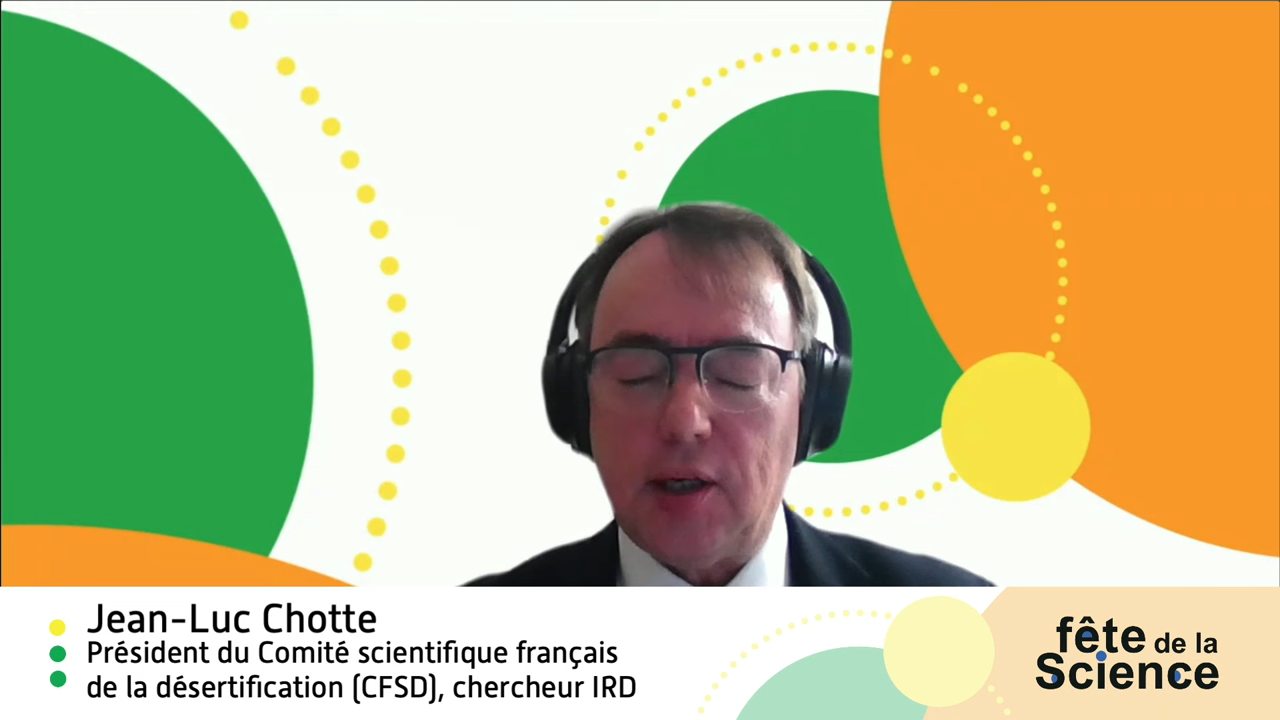 Jean-Luc Chotte
Président du Comité scientifique français
de la désertification (CFSD), chercheur IRD
fête de la
Science